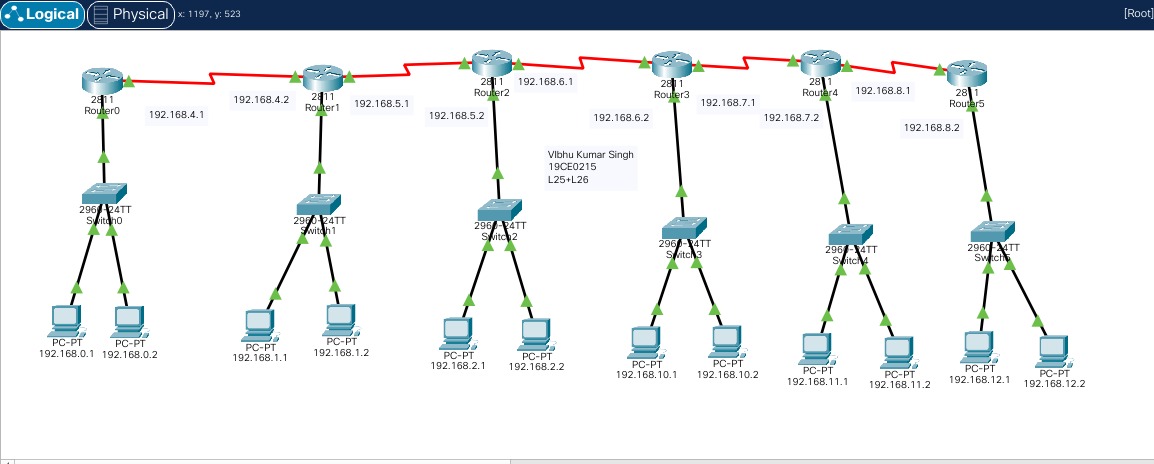 Logical Physical x: 1197, y: 523 [Root]
2811
Router0
2811
Router1
2811
Router2
2811
Router3
2811
Router4
2811
Router5
192.168.4.1
192.168.4.2
192.168.5.1
192.168.5.2
192.168.6.1
192.168.6.2
192.168.7.1
192.168.7.2
192.168.8.1
192.168.8.2
VIbhu Kumar Singh
19CE0215
L25+L26
2960-24TT
Switch0
2960-24TT
Switch1
2960-24TT
Switch2
2960-24TT
Switch3
2960-24TT
Switch4
2960-24TT
Switch5
PC-PT
192.168.0.1
PC-PT
192.168.0.2
PC-PT
192.168.1.1
PC-PT
192.168.1.2
PC-PT
192.168.2.1
PC-PT
192.168.2.2
PC-PT
192.168.10.1
PC-PT
192.168.10.2
PC-PT
192.168.11.1
PC-PT
192.168.11.2
PC-PT
192.168.12.1
PC-PT
192.168.12.2